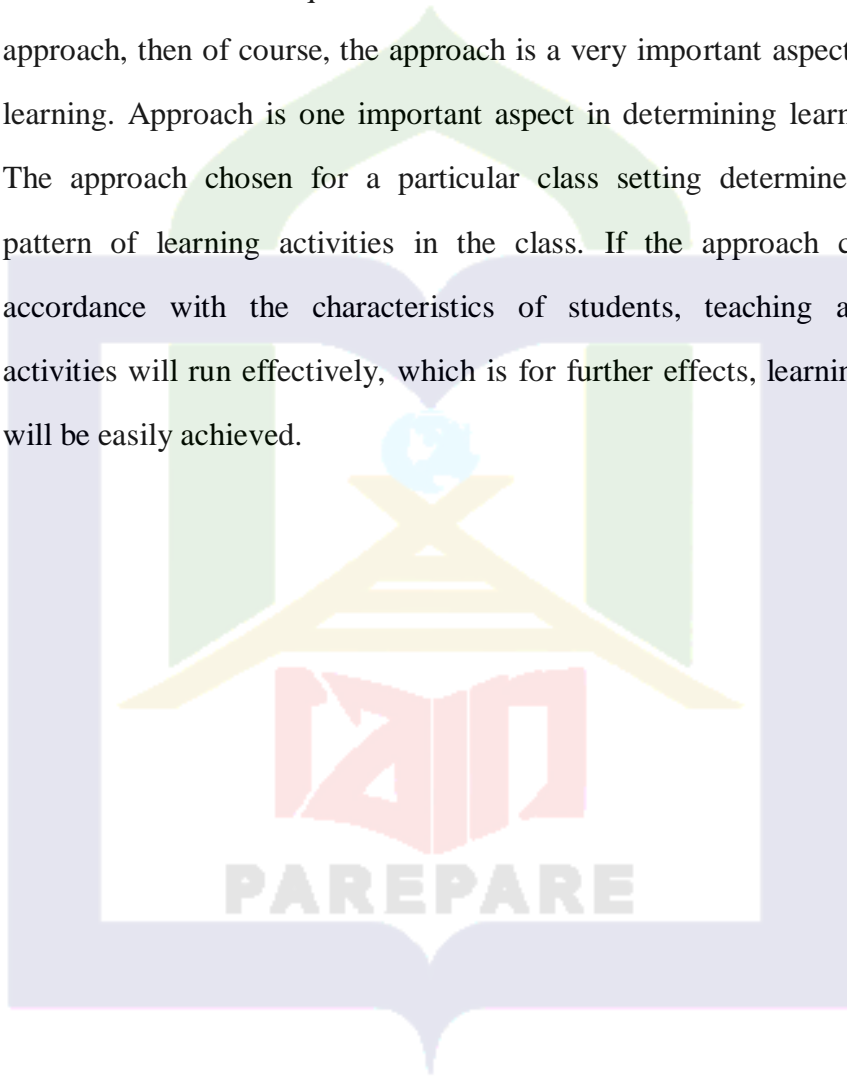 approach, then of course, the approach is a very important aspect
learning. Approach is one important aspect in determining learn
The approach chosen for a particular class setting determine
pattern of learning activities in the class. If the approach c
accordance with the characteristics of students, teaching a
activities will run effectively, which is for further effects, learnin
will be easily achieved.
iain
PAREPARE